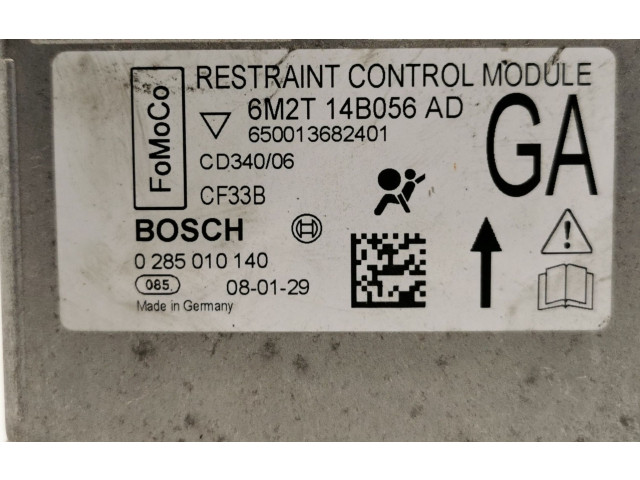 FoMoCo
RESTRAINT CONTROL MODULE
6M2T 14B056 AD
650013682401
CD340/06
CF33B
GA
BOSCH
0 285 010 140
085
08-01-29
Made in Germany